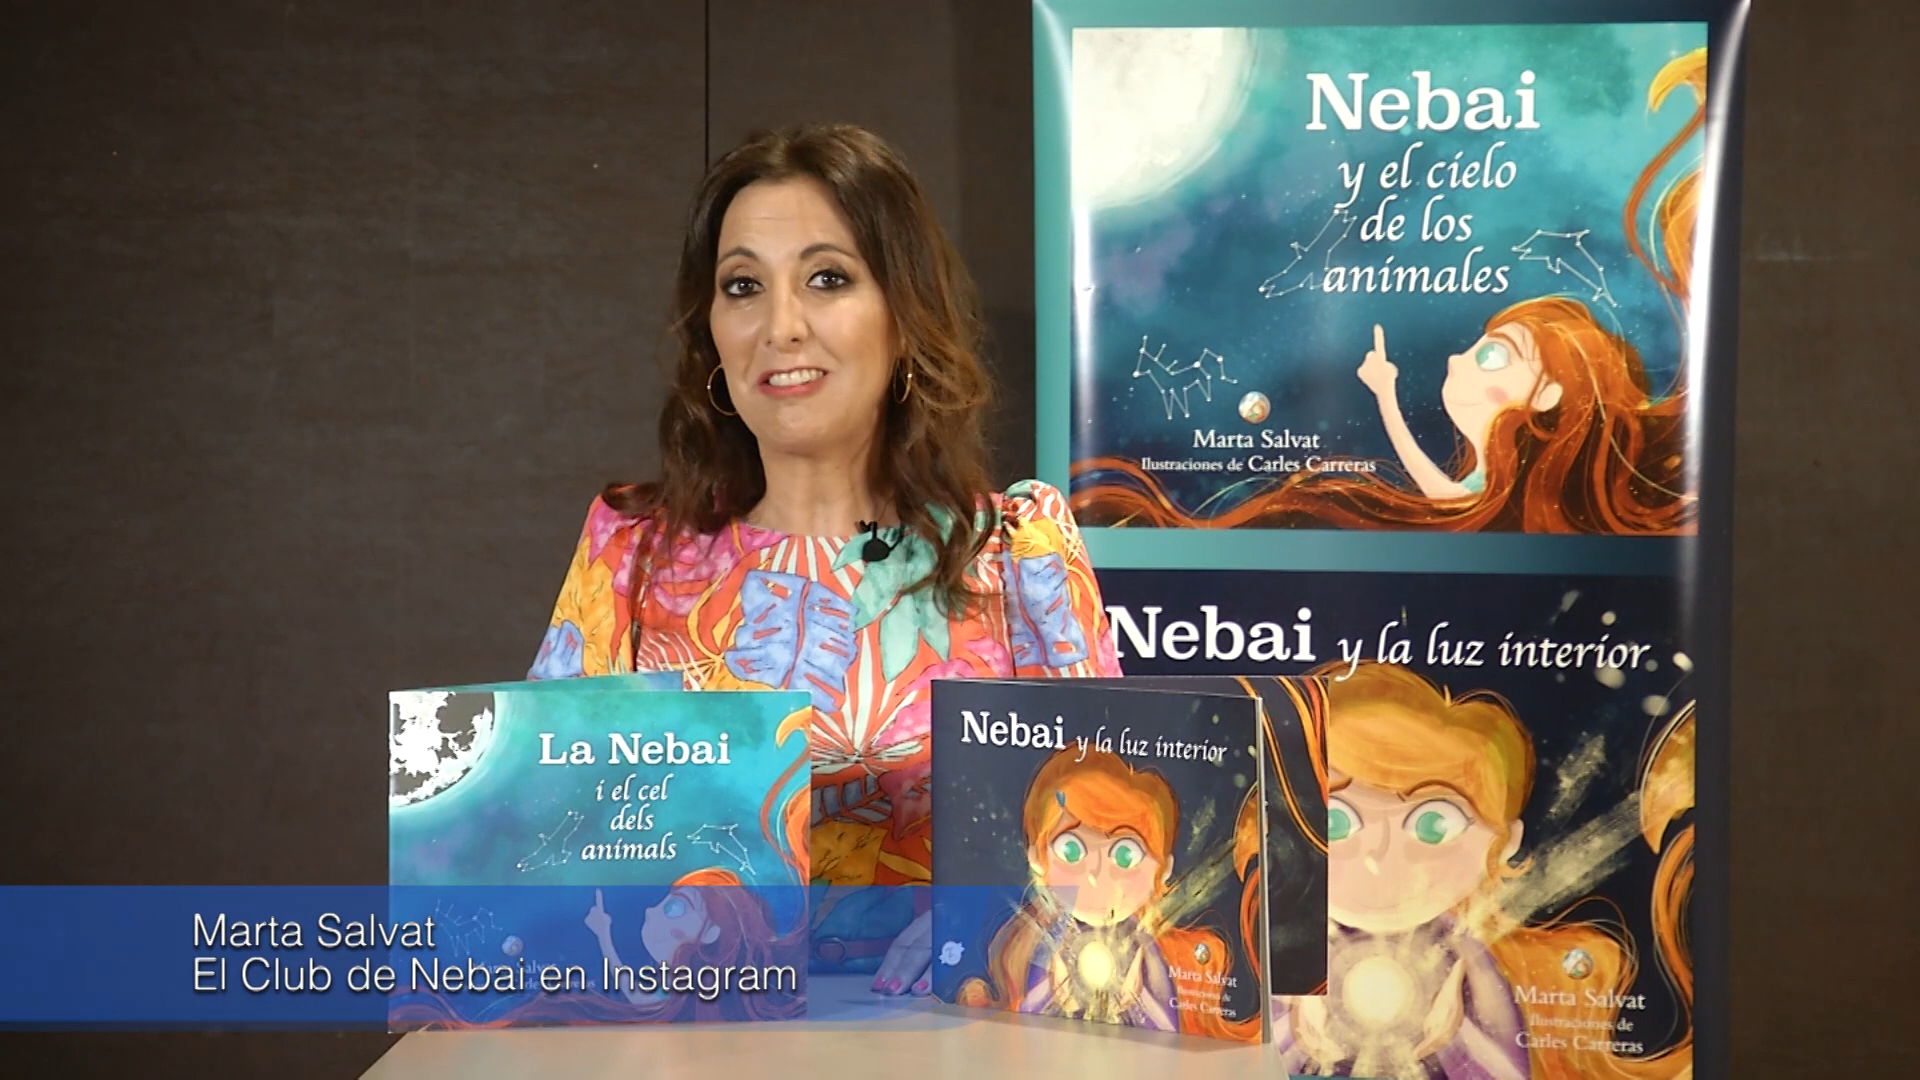 Nebai
y el cielo
de los
animales
Marta Salvat
Ilustraciones de Carles Carreras
Nebai y la luz interior
Marta Salvat
Ilustraciones de
Carles Carreras
La Nebai
i el cel
dels
animals
Nebai y la luz interior
Marta Salvat
Ilustraciones de
Carles Carreras
Marta Salvat
El Club de Nebai en Instagram